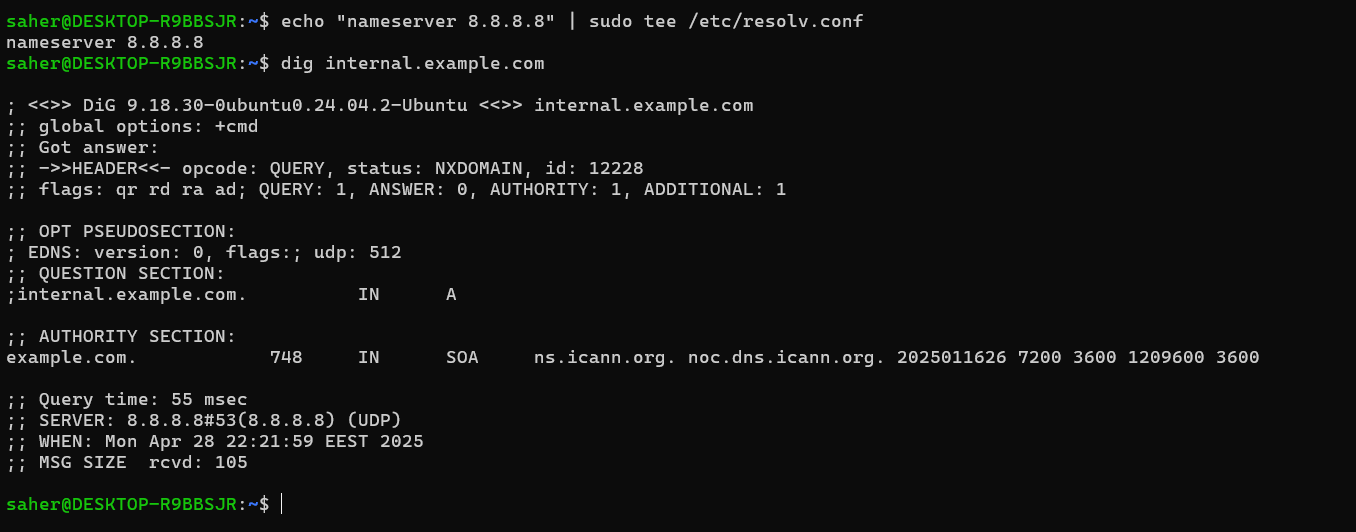 saher@DESKTOP-R9BBSJR:~$ echo "nameserver 8.8.8.8" | sudo tee /etc/resolv.conf
nameserver 8.8.8.8
saher@DESKTOP-R9BBSJR:~$ dig internal.example.com

; <<>> DiG 9.18.30-0ubuntu0.24.04.2-Ubuntu <<>> internal.example.com
;; global options: +cmd
;; Got answer:
;; ->>HEADER<<- opcode: QUERY, status: NXDOMAIN, id: 12228
;; flags: qr rd ra ad; QUERY: 1, ANSWER: 0, AUTHORITY: 1, ADDITIONAL: 1

;; OPT PSEUDOSECTION:
; EDNS: version: 0, flags:; udp: 512
;; QUESTION SECTION:
;internal.example.com.		IN	A

;; AUTHORITY SECTION:
example.com.		748	IN	SOA	ns.icann.org. noc.dns.icann.org. 2025011626 7200 3600 1209600 3600

;; Query time: 55 msec
;; SERVER: 8.8.8.8#53(8.8.8.8) (UDP)
;; WHEN: Mon Apr 28 22:21:59 EEST 2025
;; MSG SIZE  rcvd: 105

saher@DESKTOP-R9BBSJR:~$